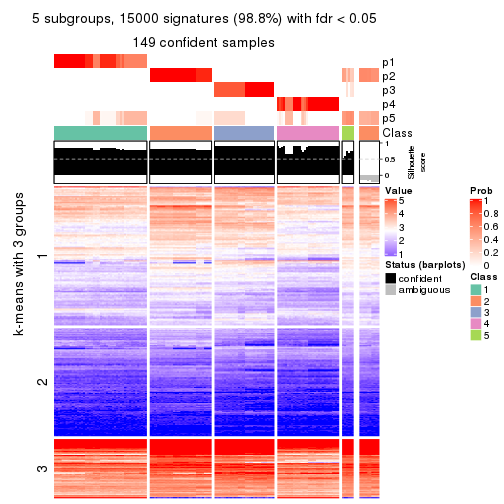 5 subgroups, 15000 signatures (98.8%) with fdr < 0.05
149 confident samples
p1
p2
p3
p4
p5
Class
1
0.5
0
Silhouette
score
k-means with 3 groups
1
2
3
Value
5
4
3
2
1
Status (barplots)
confident
ambiguous
Prob
1
0.8
0.6
0.4
0.2
0
Class
1
2
3
4
5